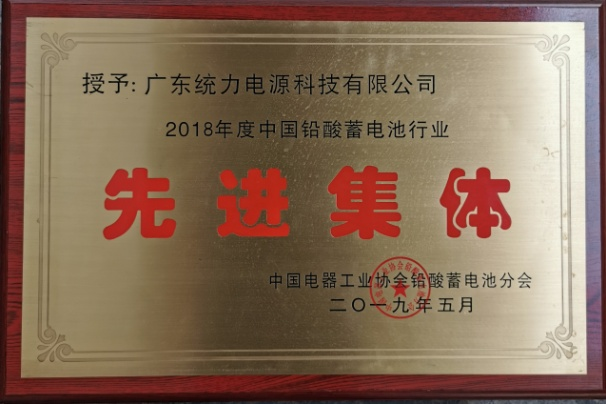 授予:广东统力电源科技有限公司
2018年度中国铅酸蓄电池行业
先进集体
中国电器工业协会铅酸蓄电池分会
二〇一九年五月